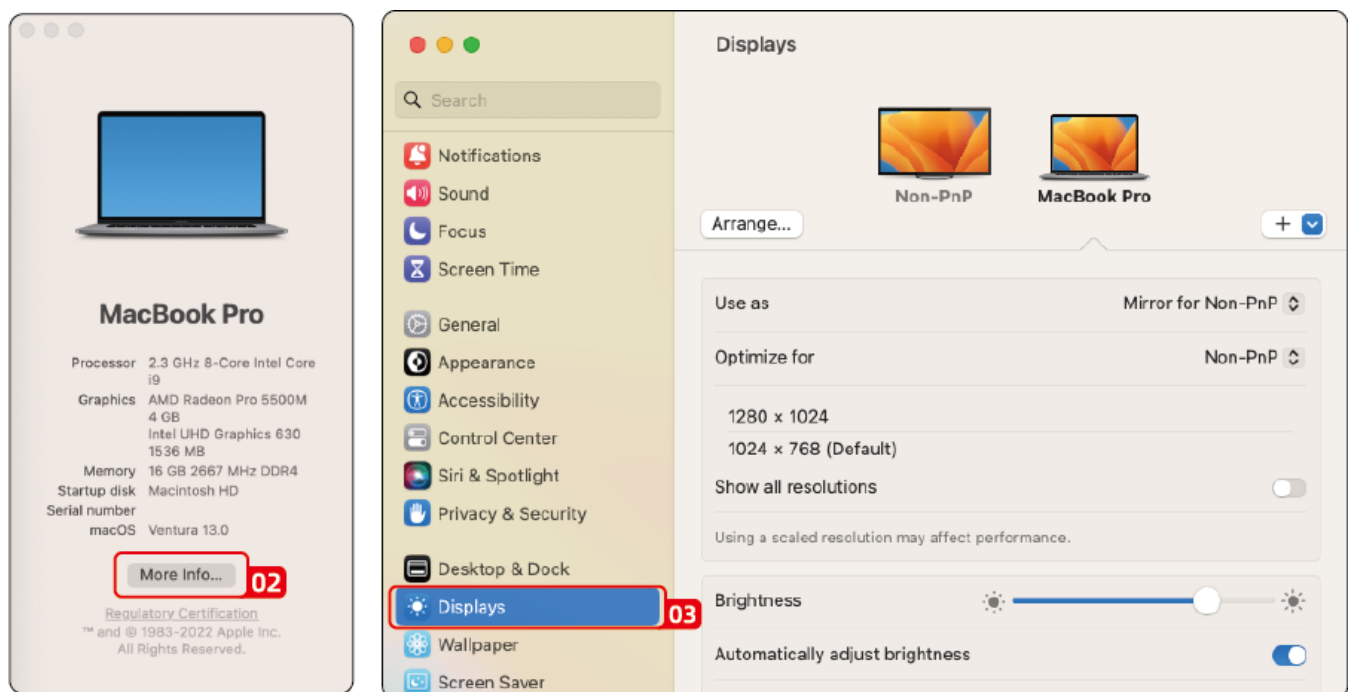 MacBook Pro
Processor 2.3 GHz 8-Core Intel Core
i9
Graphics AMD Radeon Pro 5500M
4 GB
Intel UHD Graphics 630
1536 MB
Memory 16 GB 2667 MHz DDR4
Startup disk Macintosh HD
Serial number
macOS Ventura 13.0
More Info...
02
Regulatory Certification
™ and © 1983-2022 Apple Inc.
All Rights Reserved.
Search
Notifications
Sound
Focus
Screen Time
General
Appearance
Accessibility
Control Center
Siri & Spotlight
Privacy & Security
Desktop & Dock
Displays
03
Wallpaper
Screen Saver
Displays
Non-PnP
MacBook Pro
Arrange...
+
Use as Mirror for Non-PnP
Optimize for Non-PnP
1280 × 1024
1024 × 768 (Default)
Show all resolutions
Using a scaled resolution may affect performance.
Brightness
Automatically adjust brightness